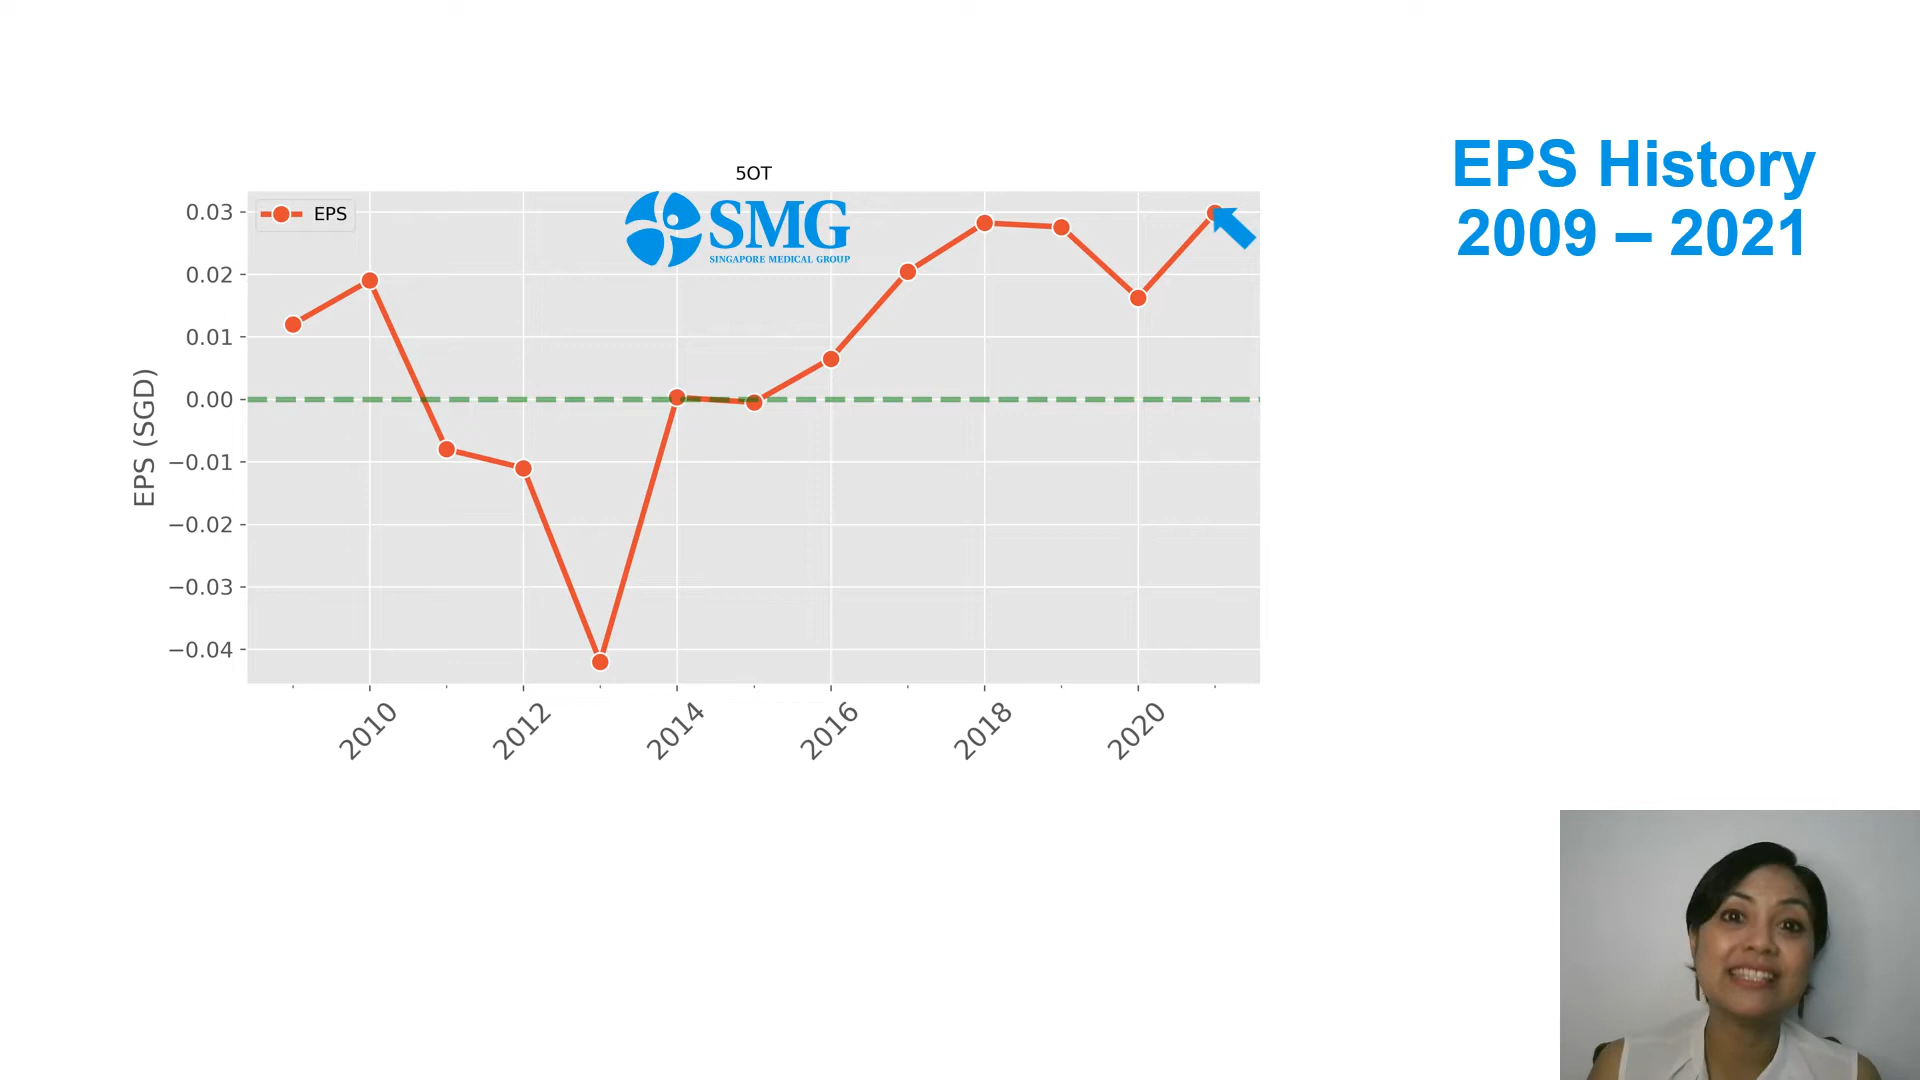 EPS History
2009 – 2021
5OT
EPS
SMG
SINGAPORE MEDICAL GROUP
EPS (SGD)
0.03
0.02
0.01
0.00
−0.01
−0.02
−0.03
−0.04
2010
2012
2014
2016
2018
2020